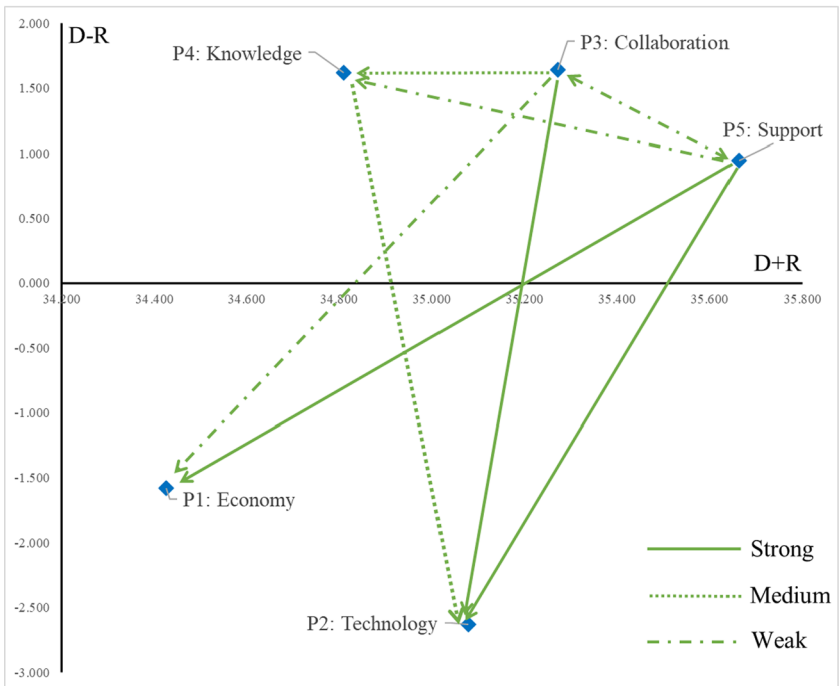 2.000
D-R
P4: Knowledge
P3: Collaboration
1.500
P5: Support
1.000
0.500
D+R
0.000
34.200 34.400 34.600 34.800 35.000 35.200 35.400 35.600 35.800
-0.500
-1.000
-1.500
P1: Economy
-2.000
Strong
-2.500
Medium
P2: Technology
Weak
-3.000